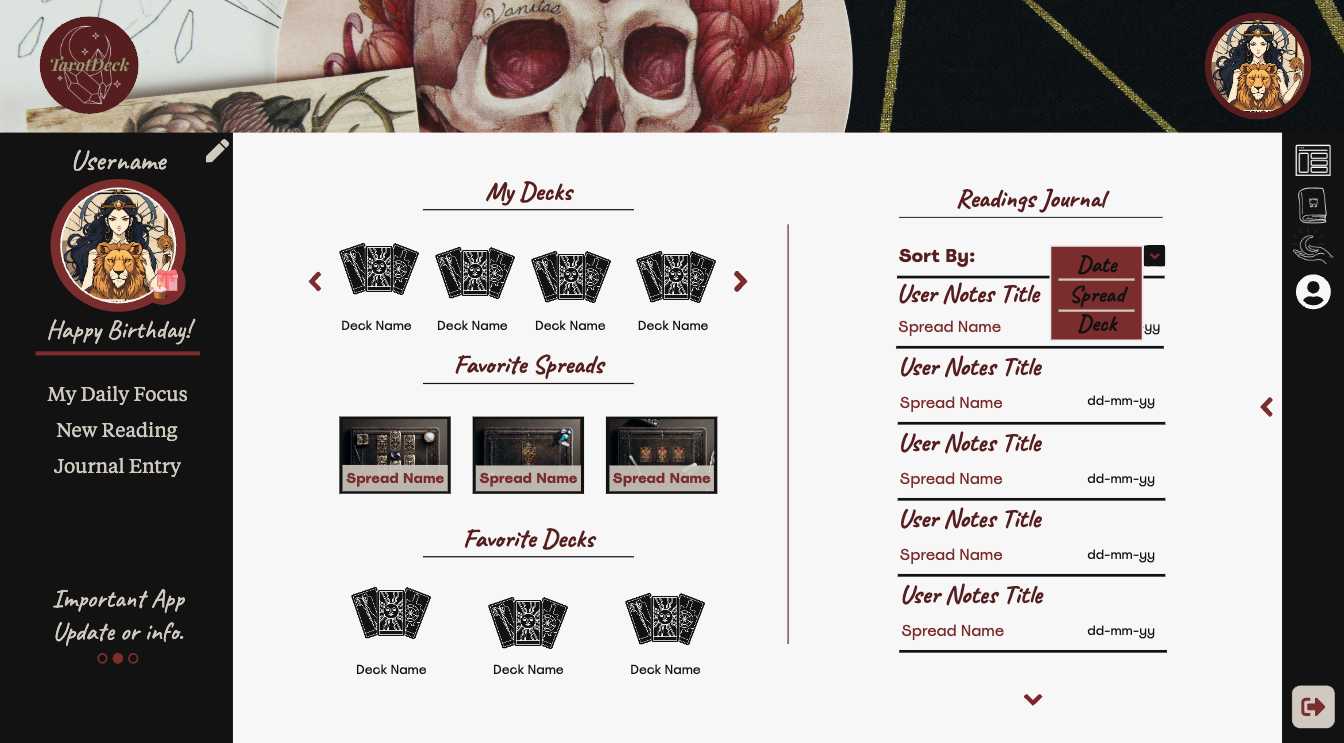 Vanitas
TarotDeck
Username
Happy Birthday!
My Daily Focus
New Reading
Journal Entry
Important App
Update or info.
My Decks
Deck Name Deck Name Deck Name Deck Name
Favorite Spreads
Spread Name Spread Name Spread Name
Favorite Decks
Deck Name Deck Name Deck Name
Readings Journal
Sort By:
Date
Spread
Deck
User Notes Title
Spread Name yy
User Notes Title
Spread Name dd-mm-yy
User Notes Title
Spread Name dd-mm-yy
User Notes Title
Spread Name dd-mm-yy
User Notes Title
Spread Name dd-mm-yy